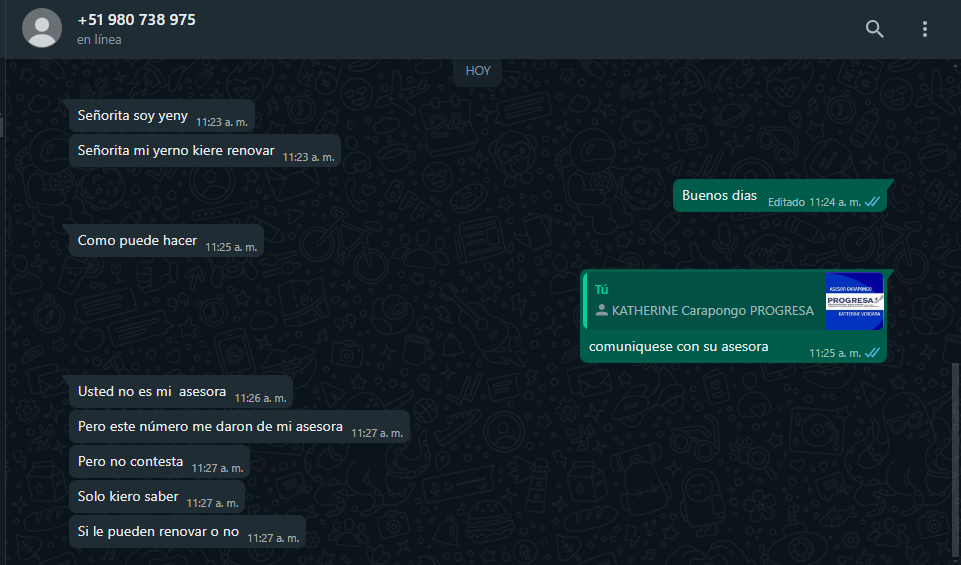 +51 980 738 975
en línea
HOY
Señorita soy yeny 11:23 a. m.
Señorita mi yerno kiere renovar 11:23 a. m.
Buenos dias Editado 11:24 a. m.
Como puede hacer 11:25 a. m.
Tú
KATHERINE Carapongo PROGRESA
ASESOR CARAPONGO
PROGRESA
KATTERINE VERGARA
comuniquese con su asesora 11:25 a. m.
Usted no es mi asesora 11:26 a. m.
Pero este número me daron de mi asesora 11:27 a. m.
Pero no contesta 11:27 a. m.
Solo kiero saber 11:27 a. m.
Si le pueden renovar o no 11:27 a. m.